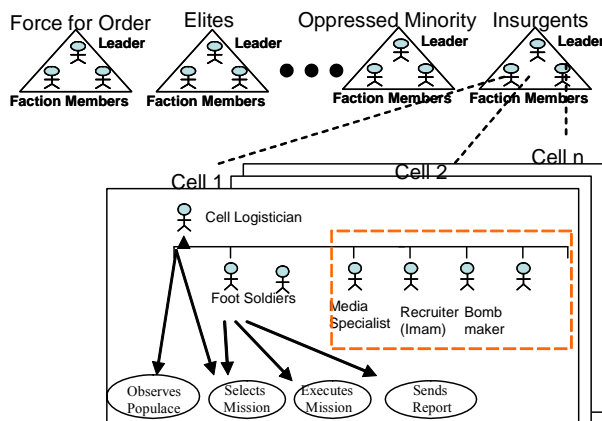 Force for Order
Elites
Oppressed Minority
Insurgents
Leader
Leader
Leader
Leader
Faction Members
Faction Members
Faction Members
Faction Members
Cell n
Cell 2
Cell 1
Cell Logistician
Foot Soldiers
Media
Specialist
Recruiter
(Imam)
Bomb
maker
Observes
Populace
Selects
Mission
Executes
Mission
Sends
Report